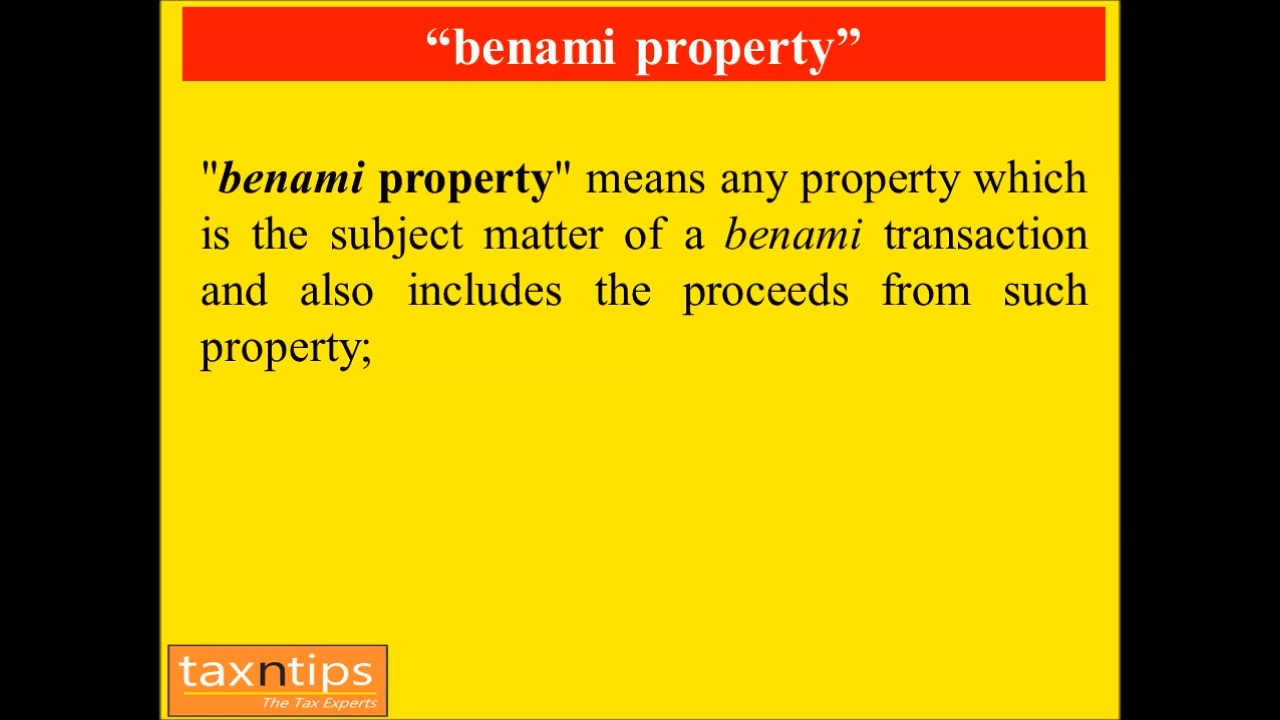 “benami property”
"benami property" means any property which
is the subject matter of a benami transaction
and also includes the proceeds from such
property;
taxntips
The Tax Experts